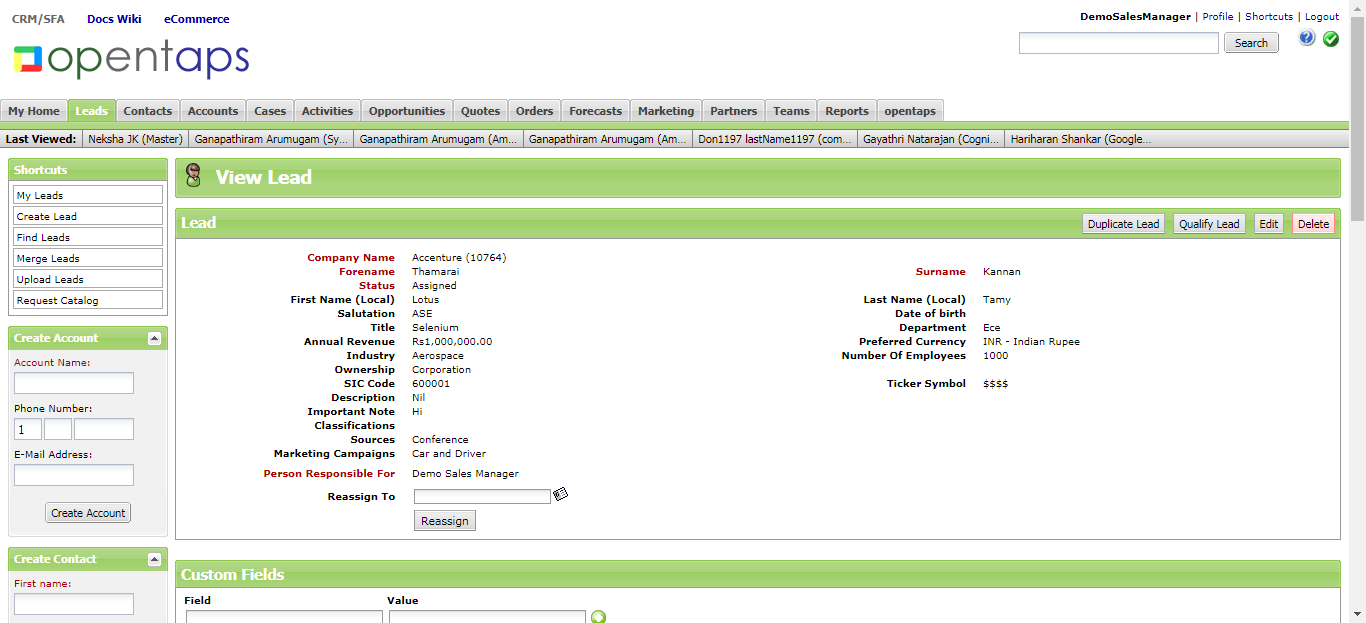 CRM/SFA Docs Wiki eCommerce
DemoSalesManager | Profile | Shortcuts | Logout
opentaps
Search
My Home Leads Contacts Accounts Cases Activities Opportunities Quotes Orders Forecasts Marketing Partners Teams Reports opentaps
Last Viewed: Neksha JK (Master) Ganapathiram Arumugam (Sy... Ganapathiram Arumugam (Am... Ganapathiram Arumugam (Am... Don1197 lastName1197 (com... Gayathri Natarajan (Cogni... Hariharan Shankar (Google...
Shortcuts
My Leads
Create Lead
Find Leads
Merge Leads
Upload Leads
Request Catalog
Create Account
Account Name:
Phone Number:
1
E-Mail Address:
Create Account
Create Contact
First name:
View Lead
Lead Duplicate Lead Qualify Lead Edit Delete
Company Name Accenture (10764)
Forename Thamarai Surname Kannan
Status Assigned
First Name (Local) Lotus Last Name (Local) Tamy
Salutation ASE Date of birth
Title Selenium Department Ece
Annual Revenue Rs1,000,000.00 Preferred Currency INR - Indian Rupee
Industry Aerospace Number Of Employees 1000
Ownership Corporation
SIC Code 600001 Ticker Symbol $$$$
Description Nil
Important Note Hi
Classifications
Sources Conference
Marketing Campaigns Car and Driver
Person Responsible For Demo Sales Manager
Reassign To
Reassign
Custom Fields
Field Value